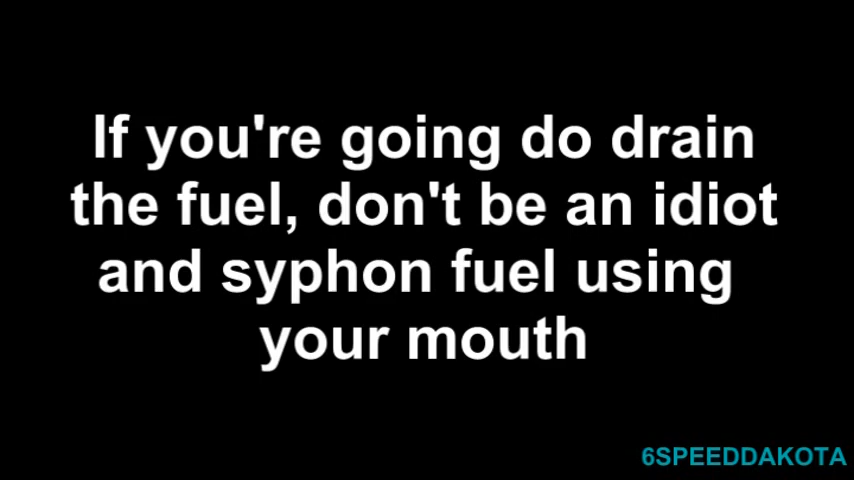 If you're going do drain
the fuel, don't be an idiot
and syphon fuel using
your mouth
6SPEEDDAKOTA